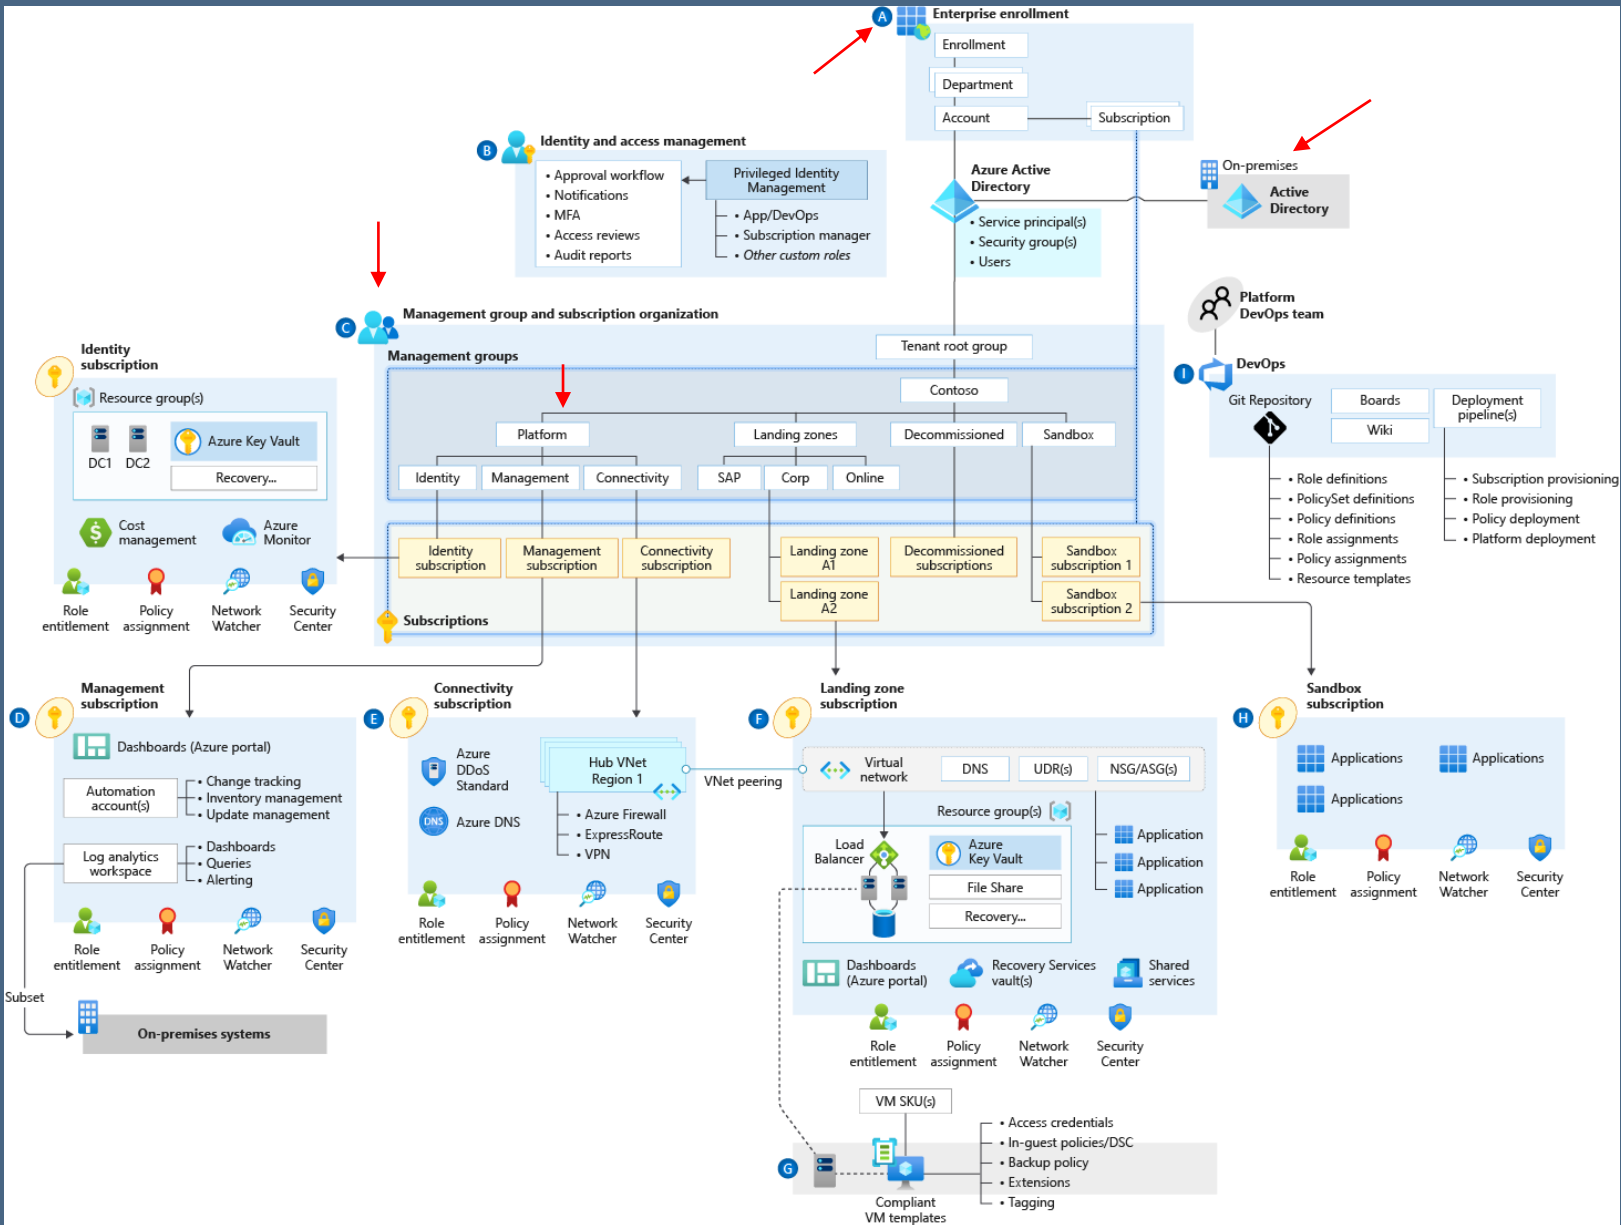 A
Enterprise enrollment
Enrollment
Department
Account
Subscription
B
Identity and access management
• Approval workflow
• Notifications
• MFA
• Access reviews
• Audit reports
Privileged Identity
Management
• App/DevOps
• Subscription manager
• Other custom roles
Azure Active
Directory
• Service principal(s)
• Security group(s)
• Users
On-premises
Active
Directory
C
Management group and subscription organization
Management groups
Tenant root group
Contoso
Platform
Landing zones
Decommissioned
Sandbox
Identity
Management
Connectivity
SAP
Corp
Online
Identity
subscription
Management
subscription
Connectivity
subscription
Landing zone
A1
Landing zone
A2
Decommissioned
subscriptions
Sandbox
subscription 1
Sandbox
subscription 2
Subscriptions
Identity
subscription
Resource group(s)
DC1
DC2
Azure Key Vault
Recovery...
Cost
management
Azure
Monitor
Role
entitlement
Policy
assignment
Network
Watcher
Security
Center
Platform
DevOps team
I
DevOps
Git Repository
Boards
Wiki
Deployment
pipeline(s)
• Role definitions
• PolicySet definitions
• Policy definitions
• Role assignments
• Policy assignments
• Resource templates
• Subscription provisioning
• Role provisioning
• Policy deployment
• Platform deployment
D
Management
subscription
Dashboards (Azure portal)
Automation
account(s)
• Change tracking
• Inventory management
• Update management
Log analytics
workspace
• Dashboards
• Queries
• Alerting
Role
entitlement
Policy
assignment
Network
Watcher
Security
Center
Subset
On-premises systems
E
Connectivity
subscription
Azure
DDoS
Standard
DNS
Azure DNS
Hub VNet
Region 1
• Azure Firewall
• ExpressRoute
• VPN
Role
entitlement
Policy
assignment
Network
Watcher
Security
Center
VNet peering
F
Landing zone
subscription
Virtual
network
DNS
UDR(s)
NSG/ASG(s)
Resource group(s)
Load
Balancer
Azure
Key Vault
File Share
Recovery...
Application
Application
Application
Dashboards
(Azure portal)
Recovery Services
vault(s)
Shared
services
Role
entitlement
Policy
assignment
Network
Watcher
Security
Center
H
Sandbox
subscription
Applications
Applications
Applications
Role
entitlement
Policy
assignment
Network
Watcher
Security
Center
VM SKU(s)
G
Compliant
VM templates
• Access credentials
• In-guest policies/DSC
• Backup policy
• Extensions
• Tagging